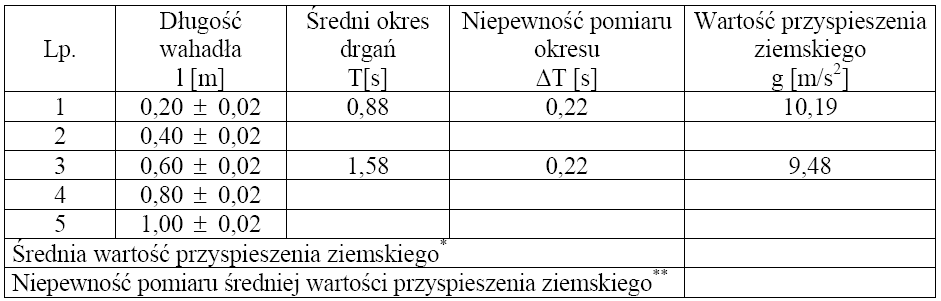 Lp. Długość wahadła l [m] Średni okres drgań T[s] Niepewność pomiaru okresu ΔT [s] Wartość przyspieszenia ziemskiego g [m/s²]
1 0,20 ± 0,02 0,88 0,22 10,19
2 0,40 ± 0,02
3 0,60 ± 0,02 1,58 0,22 9,48
4 0,80 ± 0,02
5 1,00 ± 0,02
Średnia wartość przyspieszenia ziemskiego*
Niepewność pomiaru średniej wartości przyspieszenia ziemskiego**